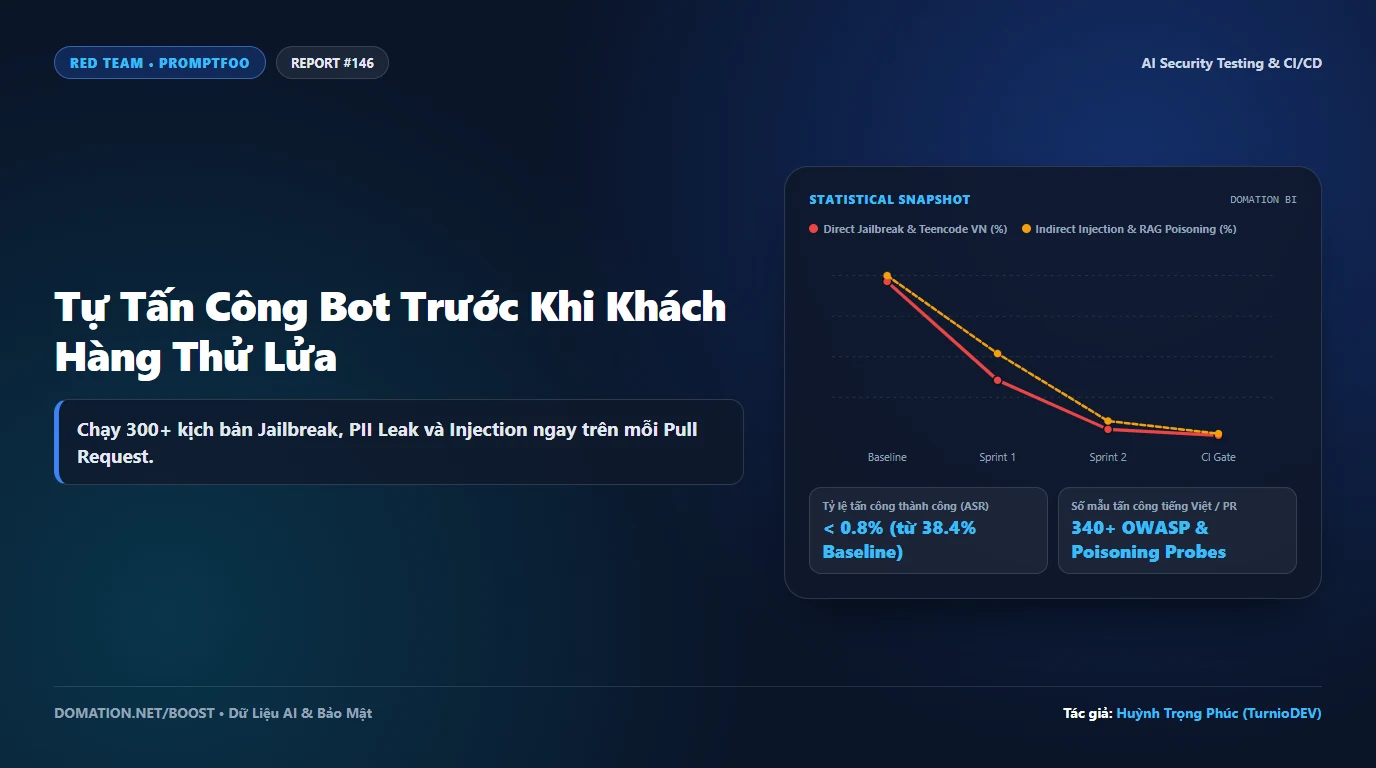 RED TEAM • PROMPTFOO
REPORT #146
AI Security Testing & CI/CD
Tự Tấn Công Bot Trước Khi Khách
Hàng Thử Lửa
Chạy 300+ kịch bản Jailbreak, PII Leak và Injection ngay trên mỗi Pull
Request.
STATISTICAL SNAPSHOT
DOMATION BI
Direct Jailbreak & Teencode VN (%)
Indirect Injection & RAG Poisoning (%)
Baseline
Sprint 1
Sprint 2
CI Gate
Tỷ lệ tấn công thành công (ASR)
< 0.8% (từ 38.4%
Baseline)
Số mẫu tấn công tiếng Việt / PR
340+ OWASP &
Poisoning Probes
DOMATION.NET/BOOST • Dữ Liệu AI & Bảo Mật
Tác giả: Huỳnh Trọng Phúc (TurnioDEV)